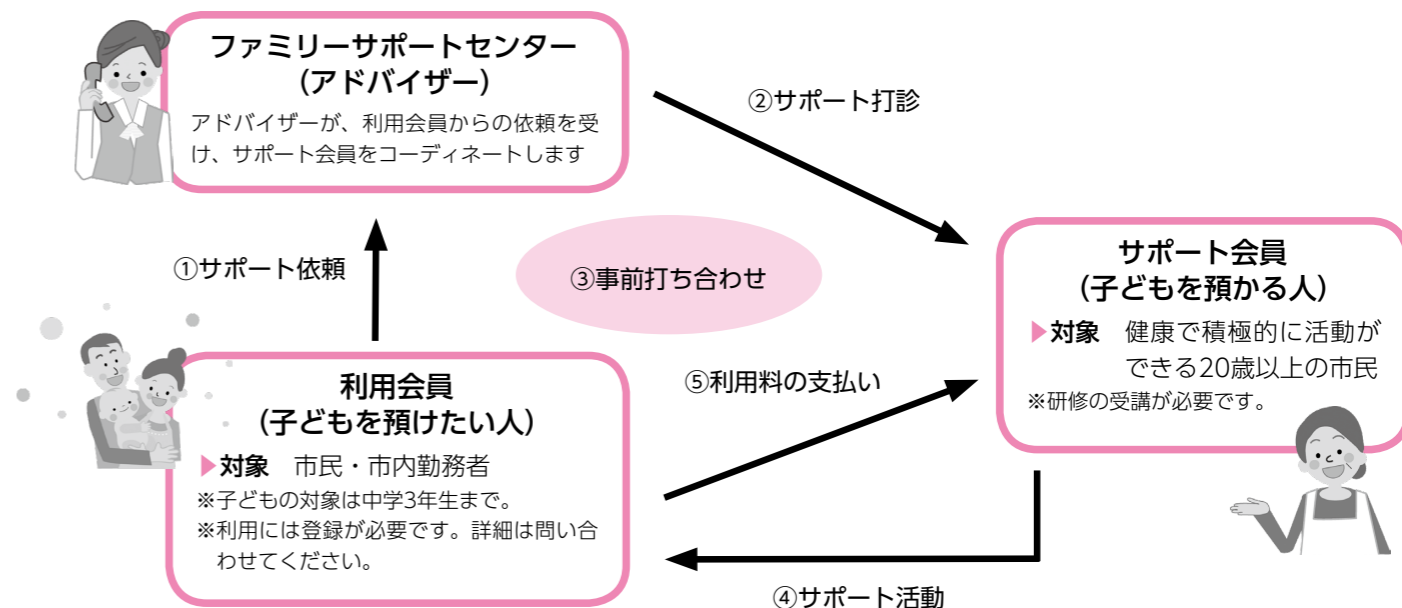 ファミリーサポートセンター
（アドバイザー）
アドバイザーが、利用会員からの依頼を受
け、サポート会員をコーディネートします
②サポート打診
①サポート依頼
③事前打ち合わせ
サポート会員
（子どもを預かる人）
▶対象　健康で積極的に活動が
できる20歳以上の市民
※研修の受講が必要です。
利用会員
（子どもを預けたい人）
▶対象　市民・市内勤務者
※子どもの対象は中学3年生まで。
※利用には登録が必要です。詳細は問い合
わせてください。
⑤利用料の支払い
④サポート活動